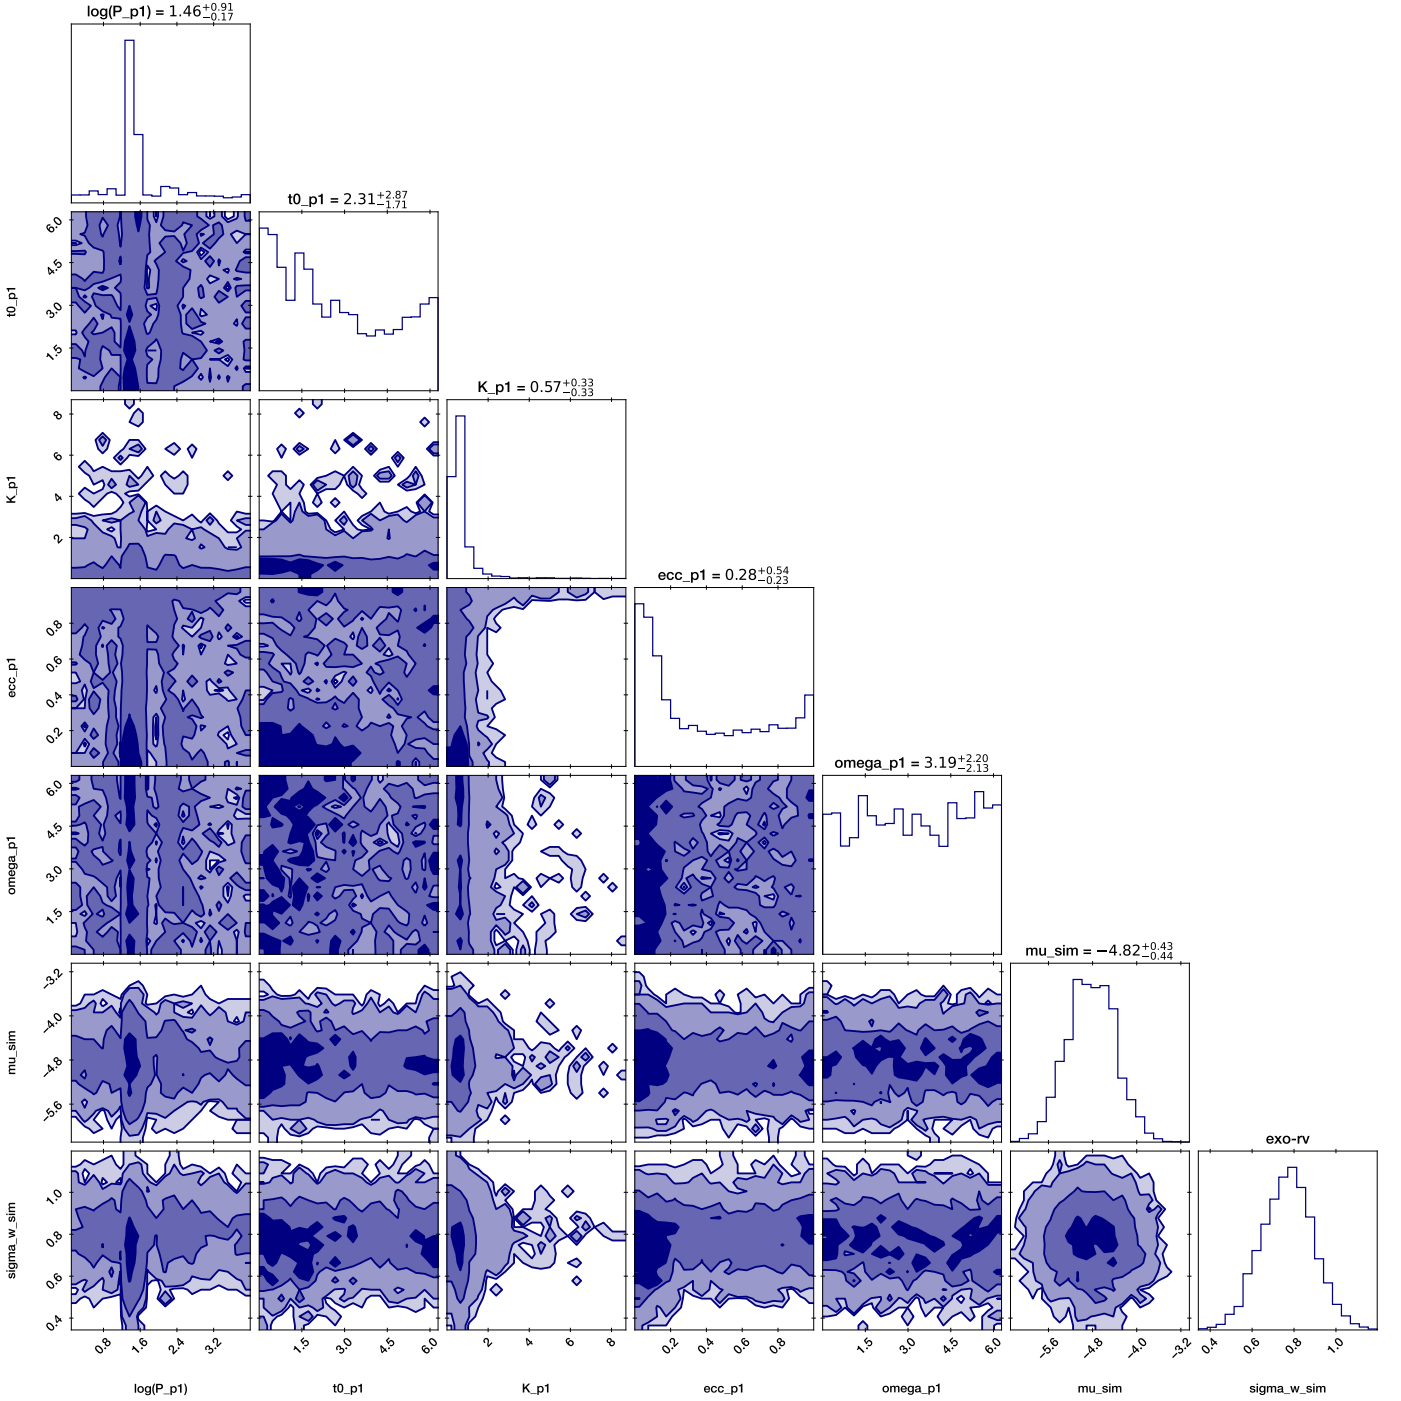 log(P_p1) = 1.46+0.91 −0.17
t0_p1 = 2.31+2.87 −1.71
6.0
4.5
3.0
1.5
t0_p1
K_p1 = 0.57+0.33 −0.33
8
6
4
2
K_p1
ecc_p1 = 0.28+0.54 −0.23
0.8
0.6
0.4
0.2
ecc_p1
omega_p1 = 3.19+2.20 −2.13
6.0
4.5
3.0
1.5
omega_p1
mu_sim = −4.82+0.43 −0.44
−3.2
−4.0
−4.8
−5.6
mu_sim
exo-rv
1.0
0.8
0.6
0.4
sigma_w_sim
0.8 1.6 2.4 3.2 1.5 3.0 4.5 6.0 2 4 6 8 0.2 0.4 0.6 0.8 1.5 3.0 4.5 6.0 −5.6 −4.8 −4.0 −3.2 0.4 0.6 0.8 1.0
log(P_p1) t0_p1 K_p1 ecc_p1 omega_p1 mu_sim sigma_w_sim